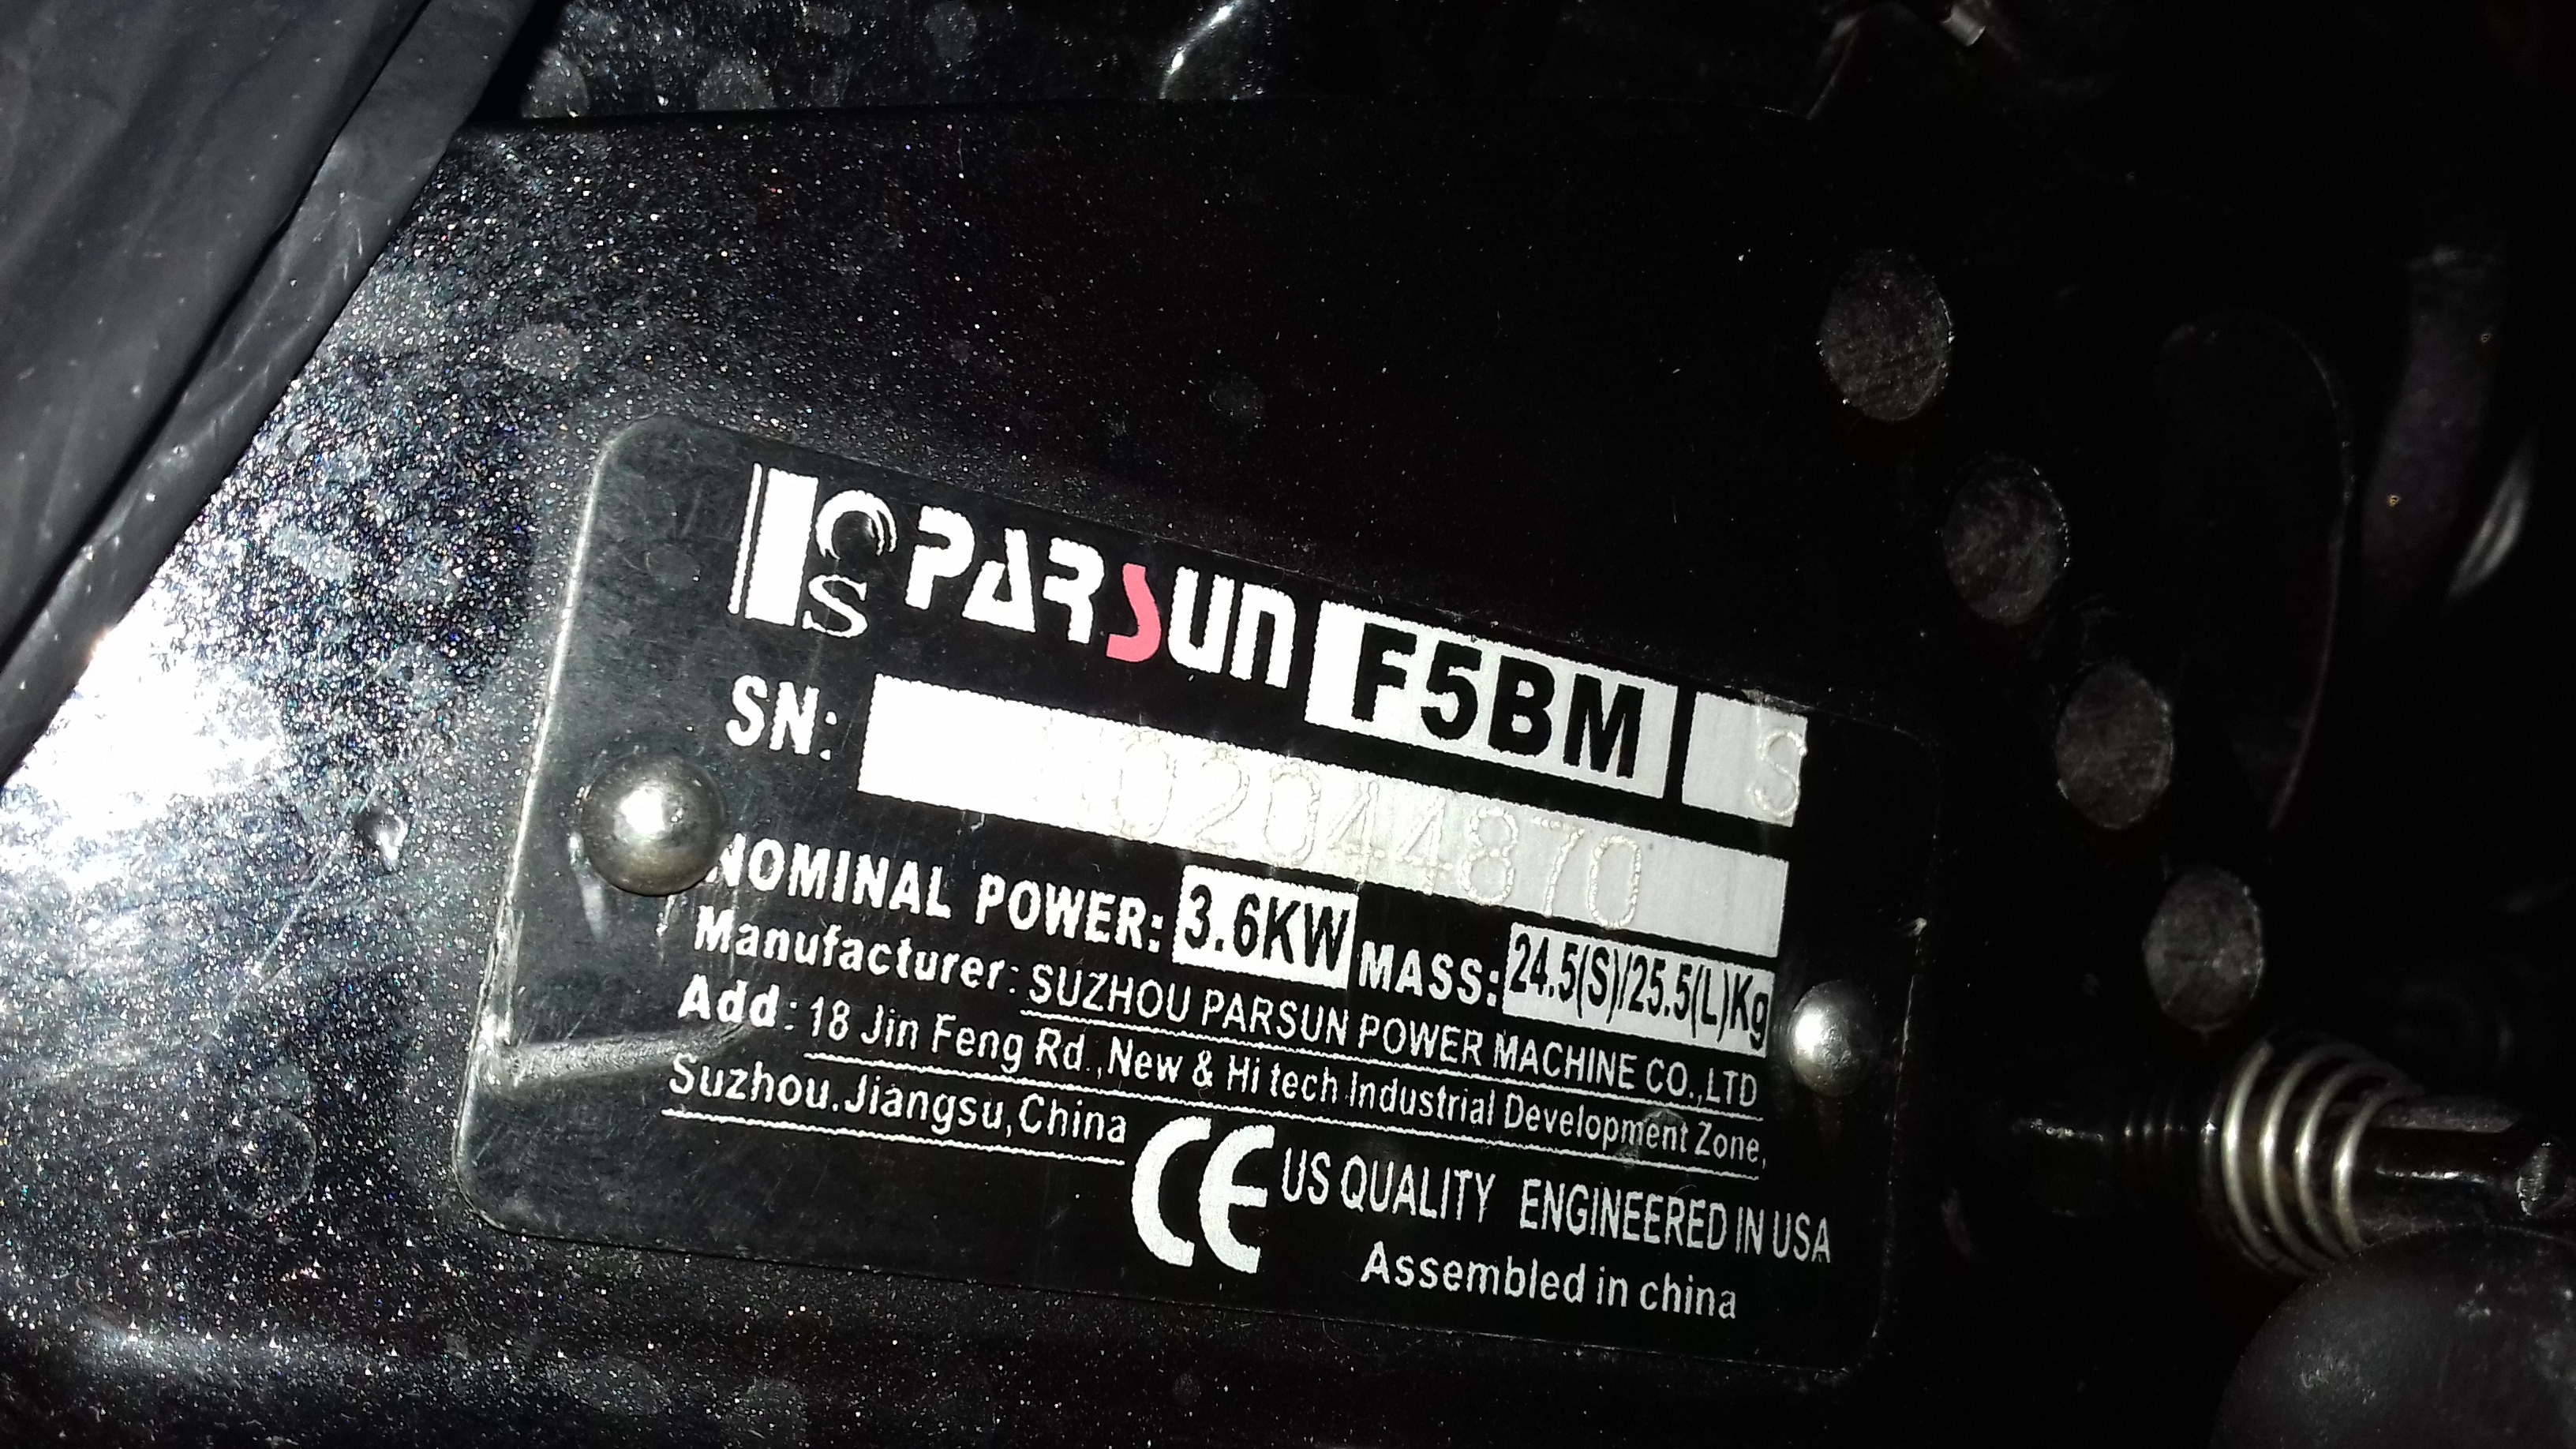 PS PARSUN F5BM S
SN: 02044870
NOMINAL POWER: 3.6KW MASS: 24.5(S)/25.5(L)Kg
Manufacturer: SUZHOU PARSUN POWER MACHINE CO.,LTD
Add: 18 Jin Feng Rd.,New & Hi tech Industrial Development Zone,
Suzhou.Jiangsu,China
CE US QUALITY ENGINEERED IN USA
Assembled in china